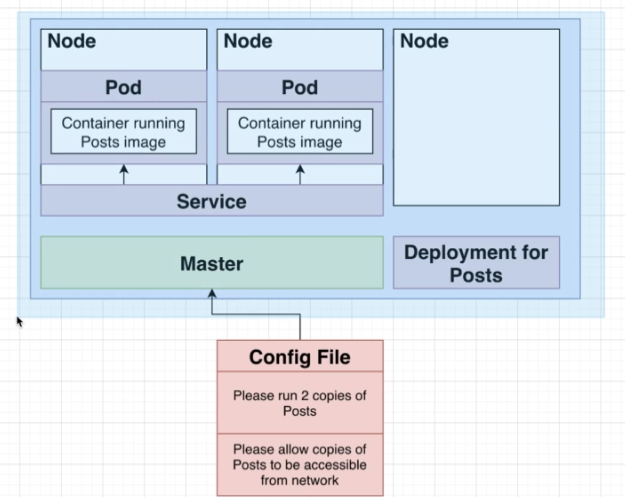 Node
Node
Node
Pod
Pod
Container running
Posts image
Container running
Posts image
Service
Master
Deployment for
Posts
Config File
Please run 2 copies of
Posts
Please allow copies of
Posts to be accessible
from network